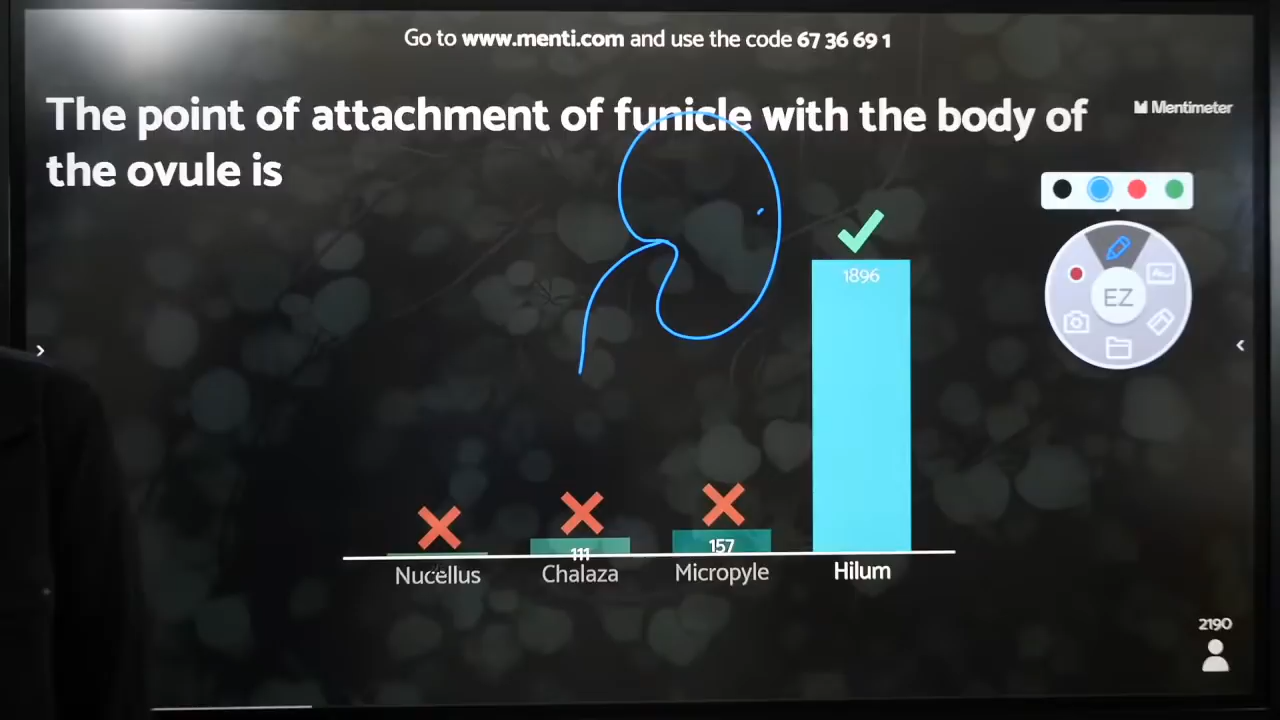 Go to www.menti.com and use the code 67 36 69 1
The point of attachment of funicle with the body of
the ovule is
Mentimeter
EZ
1896
111
157
Nucellus
Chalaza
Micropyle
Hilum
2190